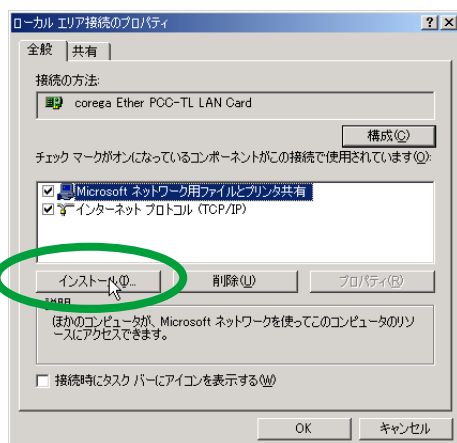 ローカル エリア接続のプロパティ
全般 共有
接続の方法:
corega Ether PCC-TL LAN Card
構成(C)
チェック マークがオンになっているコンポーネントがこの接続で使用されています(O):
Microsoft ネットワーク用ファイルとプリンタ共有
インターネット プロトコル (TCP/IP)
インストール(I)... 削除(U) プロパティ(R)
説明
ほかのコンピュータが、Microsoft ネットワークを使ってこのコンピュータのリソ
ースにアクセスできます。
接続時にタスク バーにアイコンを表示する(W)
OK キャンセル